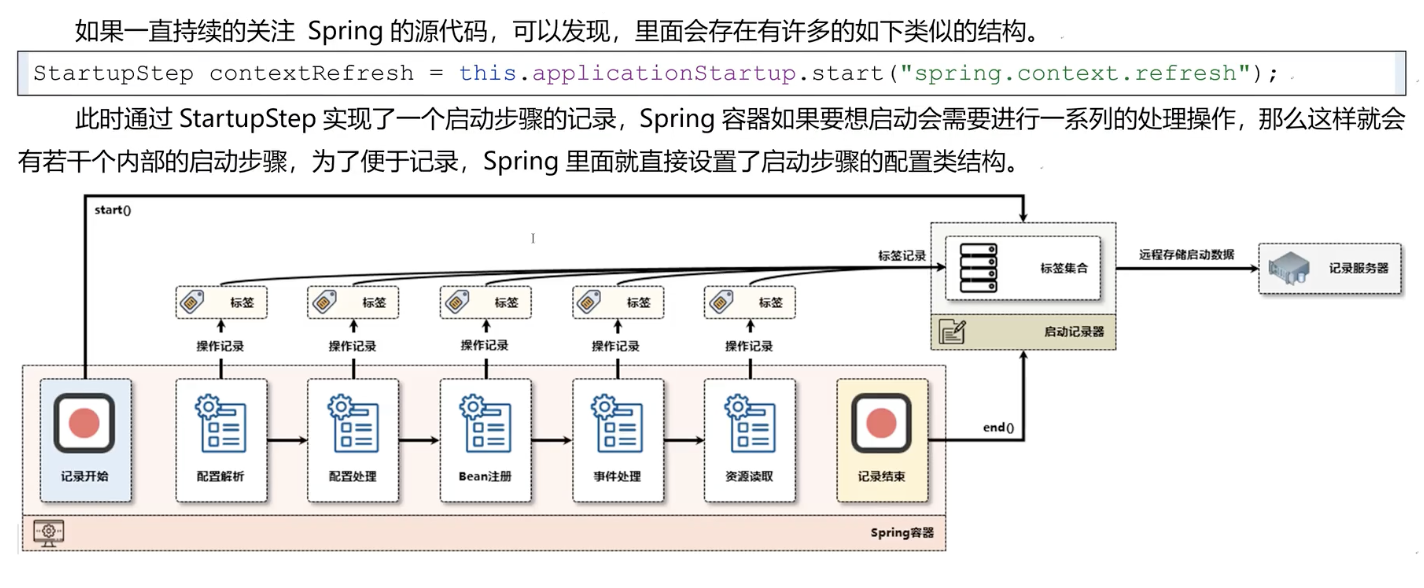 如果一直持续的关注 Spring 的源代码，可以发现，里面会存在有许多的如下类似的结构。
StartupStep contextRefresh = this.applicationStartup.start("spring.context.refresh");
此时通过 StartupStep 实现了一个启动步骤的记录，Spring 容器如果要想启动会需要进行一系列的处理操作，那么这样就会
有若干个内部的启动步骤，为了便于记录，Spring 里面就直接设置了启动步骤的配置类结构。
start()
标签记录
标签集合
远程存储启动数据
记录服务器
标签
标签
标签
标签
标签
启动记录器
操作记录
操作记录
操作记录
操作记录
操作记录
end()
记录开始
配置解析
配置处理
Bean注册
事件处理
资源读取
记录结束
Spring容器